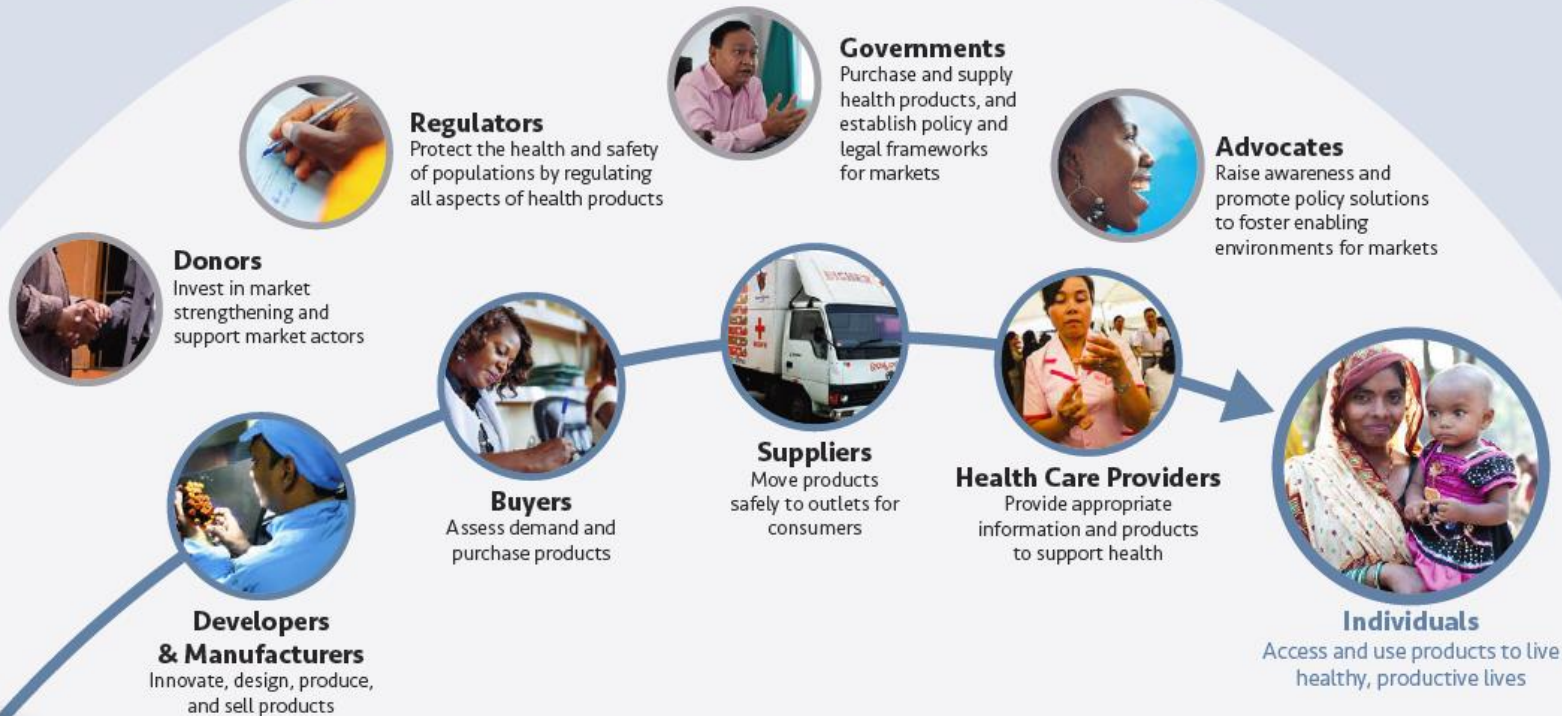 Governments
Purchase and supply
health products, and
establish policy and
legal frameworks
for markets
Regulators
Protect the health and safety
of populations by regulating
all aspects of health products
Advocates
Raise awareness and
promote policy solutions
to foster enabling
environments for markets
Donors
Invest in market
strengthening and
support market actors
Developers
& Manufacturers
Innovate, design, produce,
and sell products
Buyers
Assess demand and
purchase products
Suppliers
Move products
safely to outlets for
consumers
Health Care Providers
Provide appropriate
information and products
to support health
Individuals
Access and use products to live
healthy, productive lives